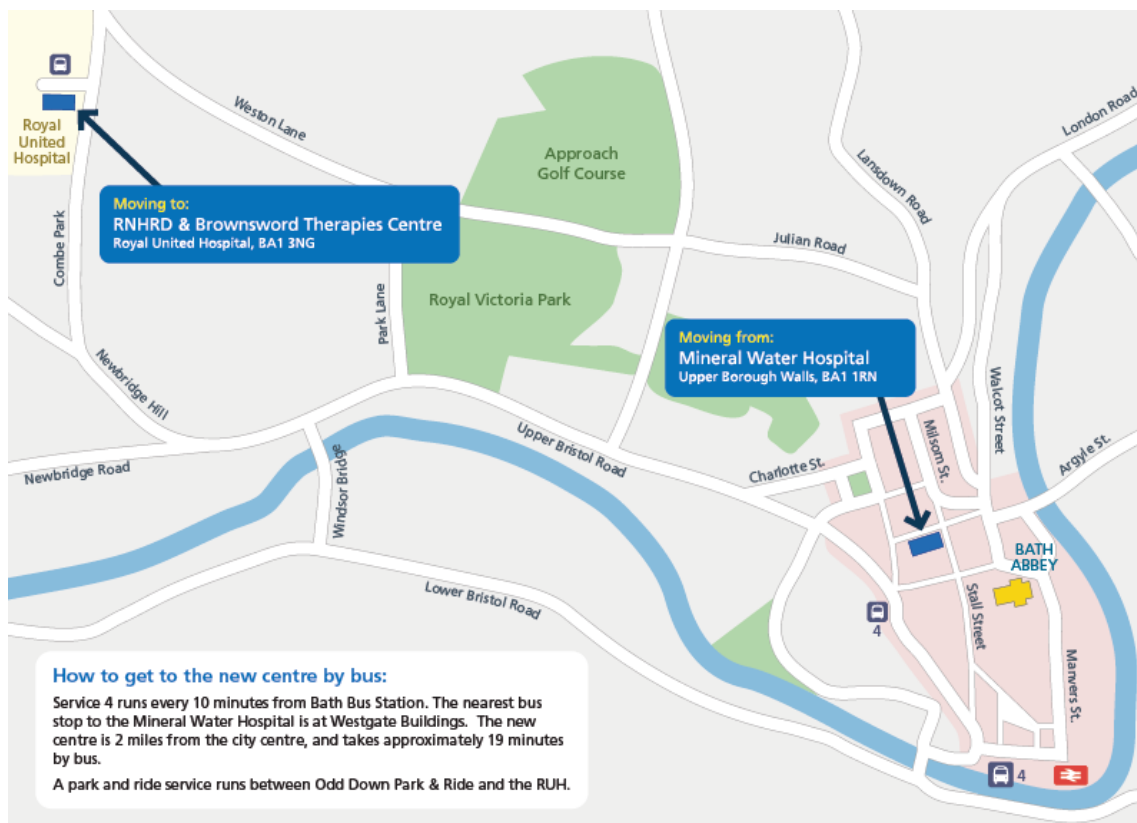 Royal
United
Hospital
Weston Lane
Approach
Golf Course
London Road
Lansdown Road
Moving to:
RNHRD & Brownsword Therapies Centre
Royal United Hospital, BA1 3NG
Combe Park
Julian Road
Royal Victoria Park
Park Lane
Moving from:
Mineral Water Hospital
Upper Borough Walls, BA1 1RN
Newbridge Hill
Walcot Street
Milsom St.
Upper Bristol Road
Argyle St.
Newbridge Road
Windsor Bridge
Charlotte St.
BATH
ABBEY
Lower Bristol Road
Stall Street
4
Manvers St.
How to get to the new centre by bus:
Service 4 runs every 10 minutes from Bath Bus Station. The nearest bus
stop to the Mineral Water Hospital is at Westgate Buildings. The new
centre is 2 miles from the city centre, and takes approximately 19 minutes
by bus.
A park and ride service runs between Odd Down Park & Ride and the RUH.
4